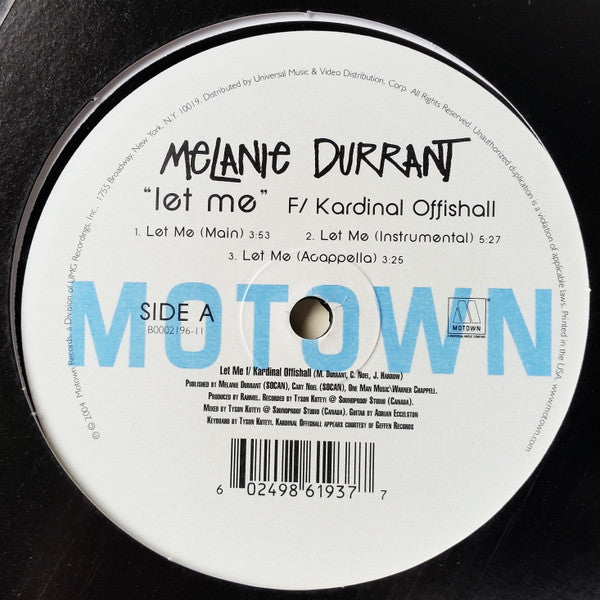 ℗ © 2004 Motown Records, a Division of UMG Recordings, Inc. 1755 Broadway, New York, N.Y. 10019. Distributed by Universal Music & Video Distribution, Corp. All Rights Reserved. Unauthorized duplication is a violation of applicable laws. Printed in the USA. www.motown.com
MELANIE DURRANT
"let me" F/ Kardinal Offishall
1. Let Me (Main) 3:53 2. Let Me (Instrumental) 5:27
3. Let Me (Acappella) 3:25
MOTOWN
SIDE A
B0002196-11
M
MOTOWN
A UNIVERSAL MUSIC COMPANY
Let Me f/ Kardinal Offishall (M. Durrant, C. Noel, J. Harrow)
Published by Melanie Durrant (SOCAN), Cary Noel (SOCAN), One Man Music\Warner Chappell.
Produced by Rahmel. Recorded by Tyson Kuteyi @ Soundproof Studio (Canada).
Mixed by Tyson Kuteyi @ Soundproof Studio (Canada). Guitar by Adrian Eccelston
Keyboard by Tyson Kuteyi. Kardinal Offishall appears courtesy of Geffen Records
6 02498 61937 7